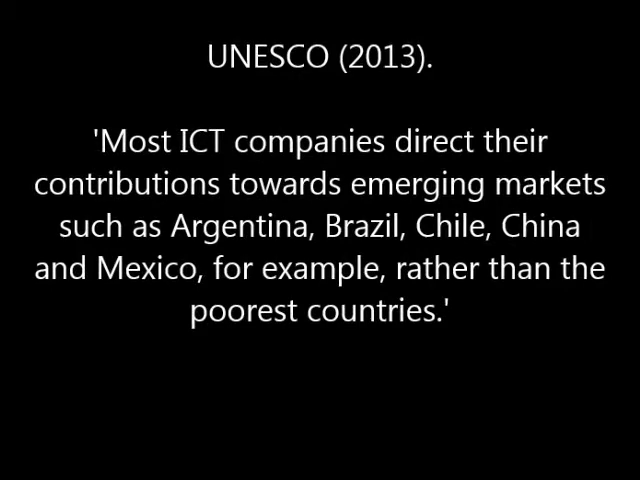 UNESCO (2013).
'Most ICT companies direct their
contributions towards emerging markets
such as Argentina, Brazil, Chile, China
and Mexico, for example, rather than the
poorest countries.'